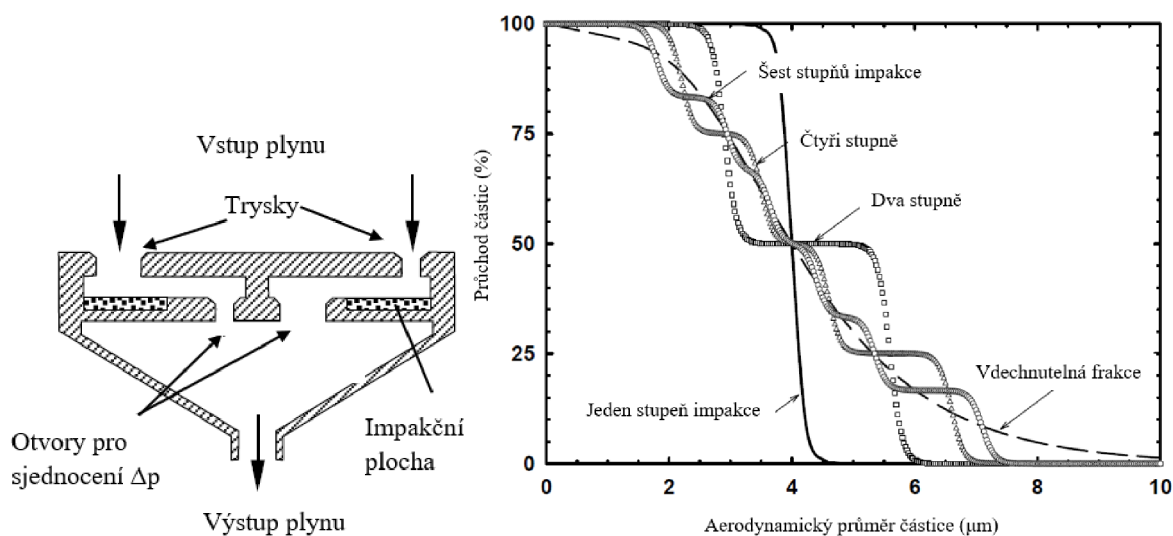 Vstup plynu
Trysky
Otvory pro
sjednocení Δp
Impakční
plocha
Výstup plynu
Průchod částic (%)
100
75
50
25
0
Šest stupňů impakce
Čtyři stupně
Dva stupně
Vdechnutelná frakce
Jeden stupeň impakce
0 2 4 6 8 10
Aerodynamický průměr částice (μm)